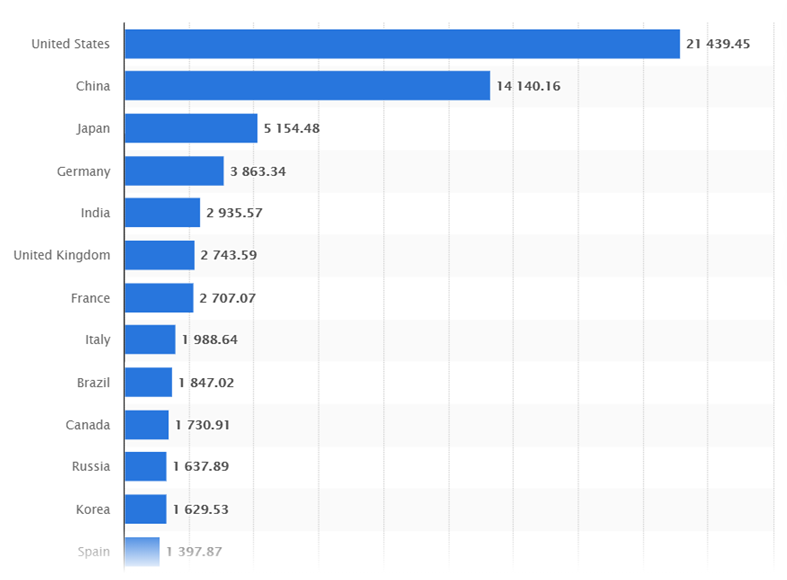 United States 21 439.45
China 14 140.16
Japan 5 154.48
Germany 3 863.34
India 2 935.57
United Kingdom 2 743.59
France 2 707.07
Italy 1 988.64
Brazil 1 847.02
Canada 1 730.91
Russia 1 637.89
Korea 1 629.53
Spain 1 397.87